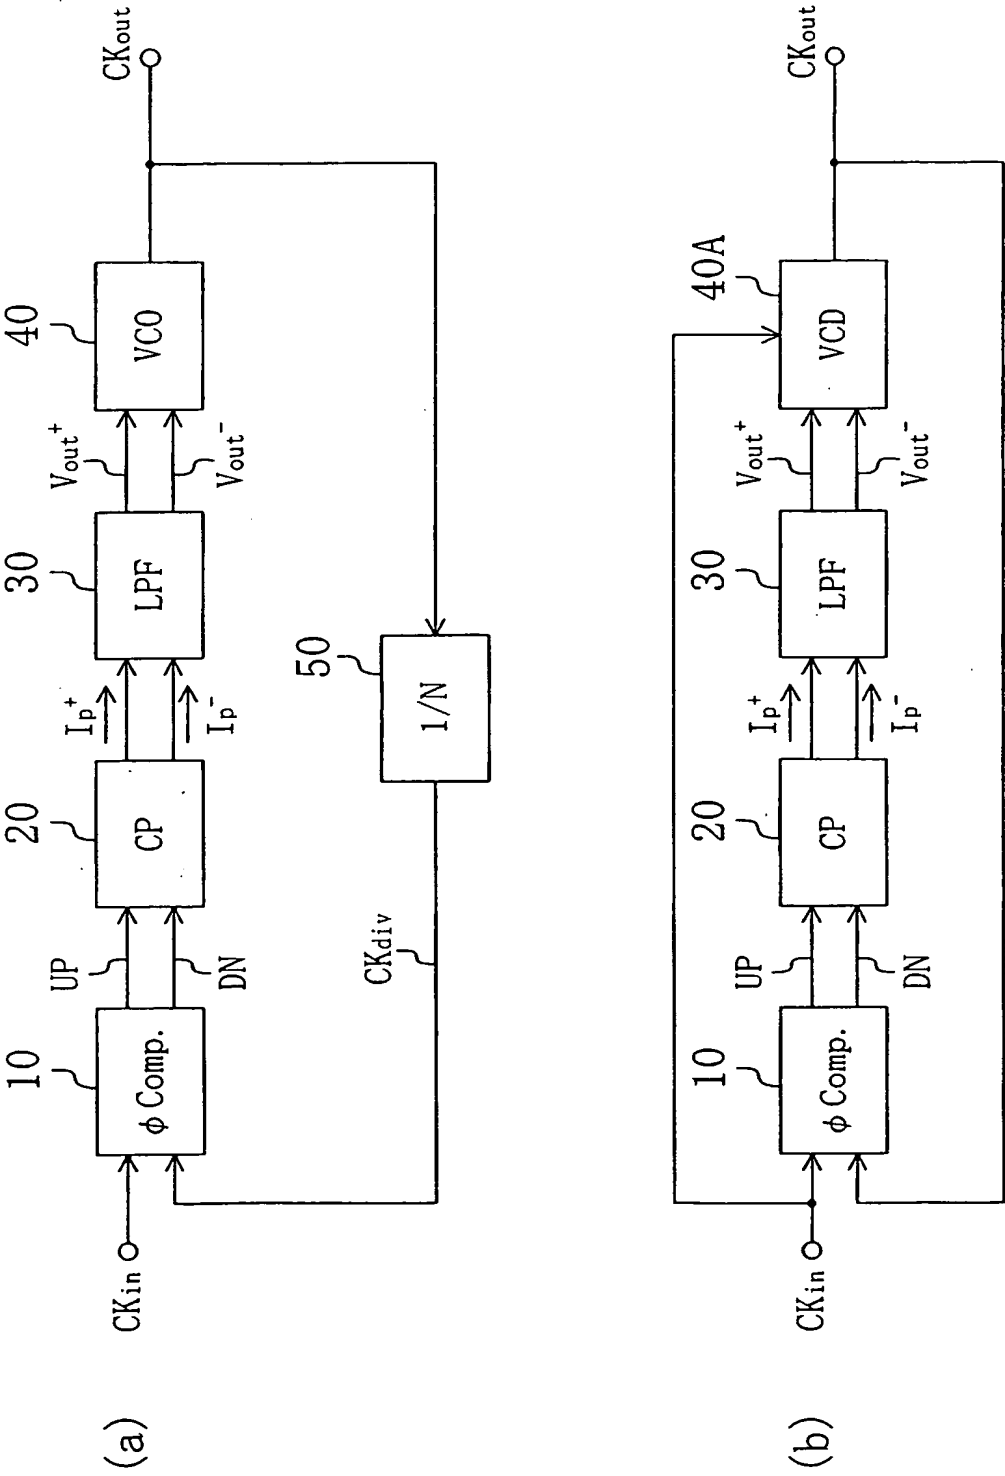 (a)
CKin
10
φ Comp.
UP
DN
20
CP
Ip+
Ip-
30
LPF
Vout+
Vout-
40
VCO
CKout
50
1/N
CKdiv
(b)
CKin
10
φ Comp.
UP
DN
20
CP
Ip+
Ip-
30
LPF
Vout+
Vout-
40A
VCD
CKout